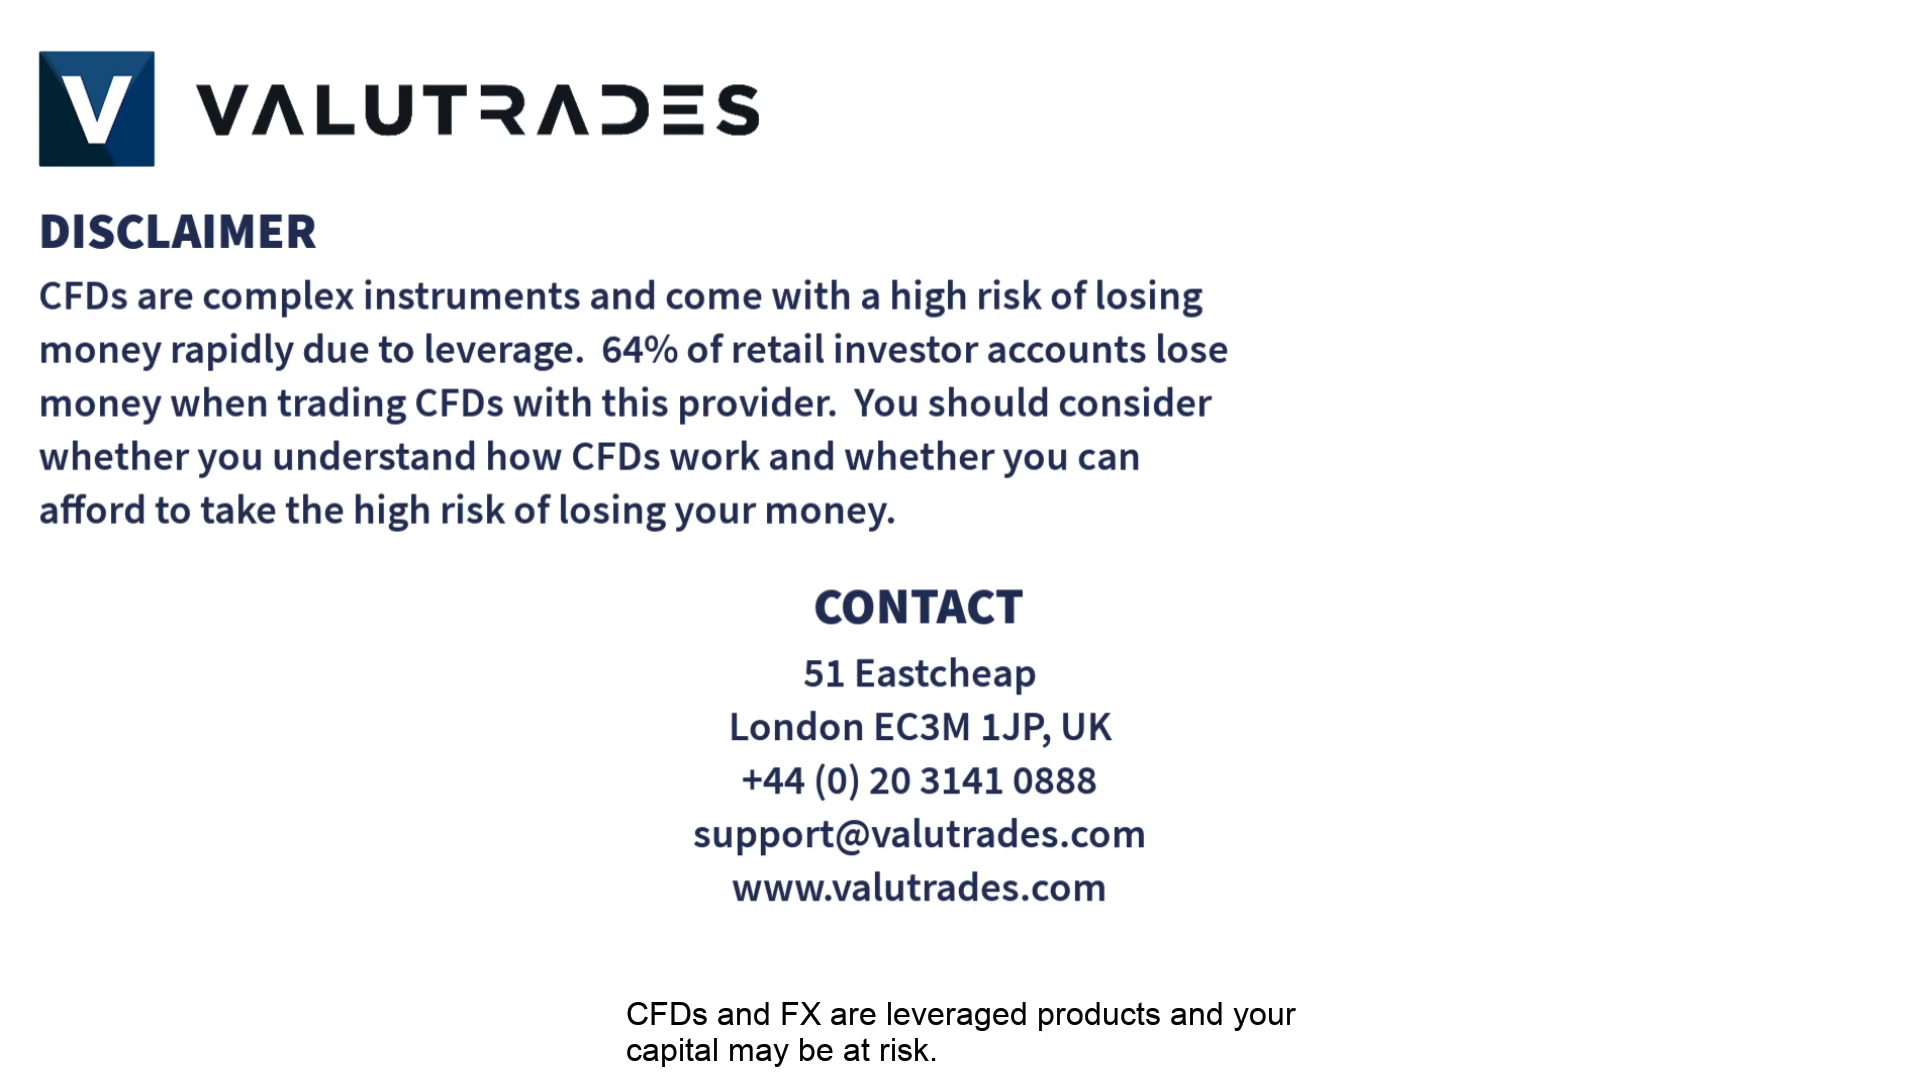 V VALUTRADES
DISCLAIMER
CFDs are complex instruments and come with a high risk of losing
money rapidly due to leverage.  64% of retail investor accounts lose
money when trading CFDs with this provider.  You should consider
whether you understand how CFDs work and whether you can
afford to take the high risk of losing your money.
CONTACT
51 Eastcheap
London EC3M 1JP, UK
+44 (0) 20 3141 0888
support@valutrades.com
www.valutrades.com
CFDs and FX are leveraged products and your
capital may be at risk.